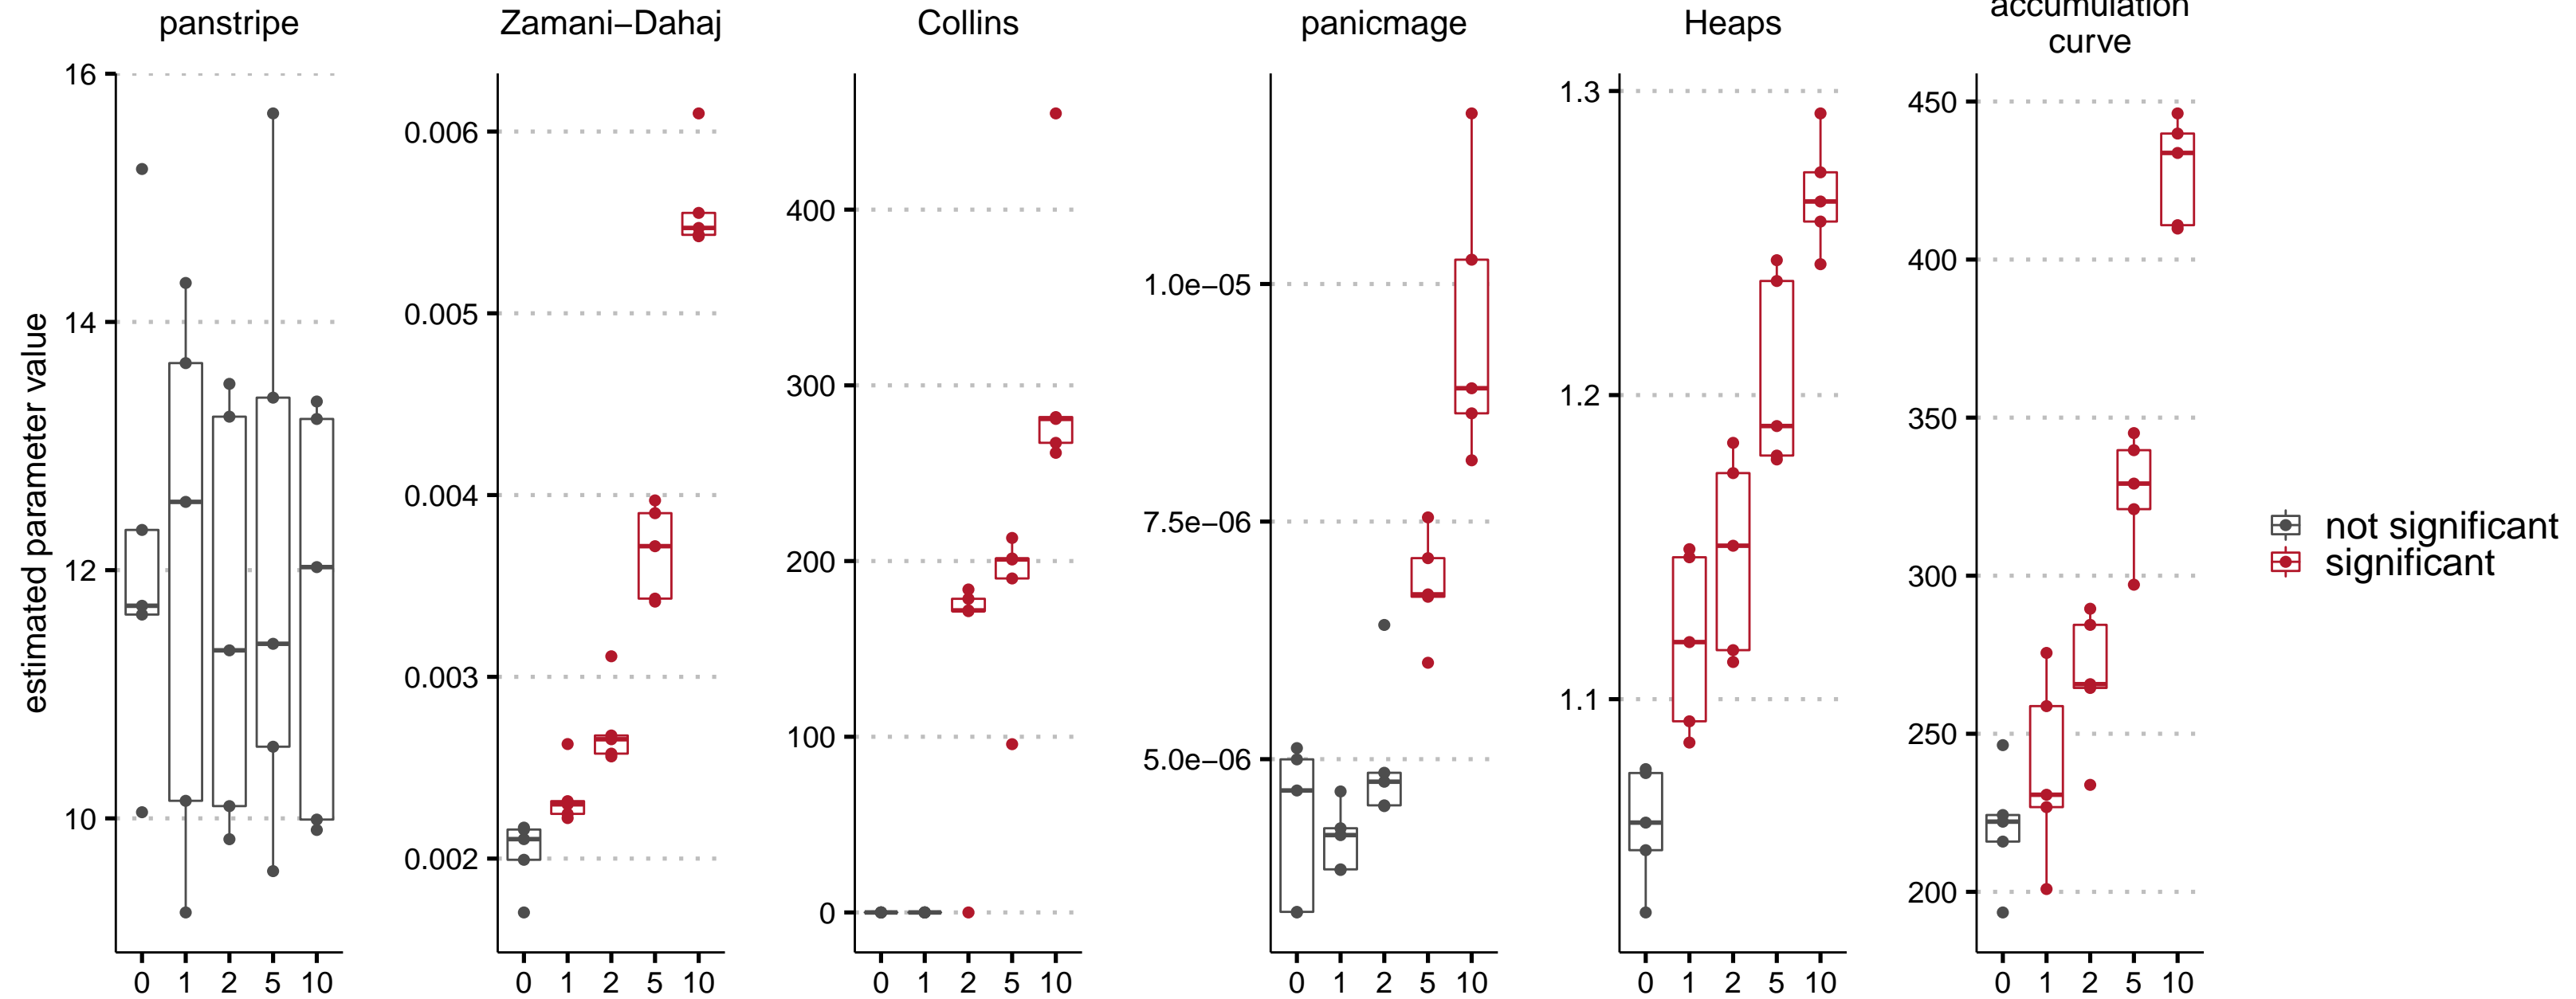 panstripe
Zamani−Dahaj
Collins
panicmage
Heaps
accumulation
curve
estimated parameter value
16
14
12
10
0 1 2 5 10
0.006
0.005
0.004
0.003
0.002
0 1 2 5 10
400
300
200
100
0
0 1 2 5 10
1.0e−05
7.5e−06
5.0e−06
0 1 2 5 10
1.3
1.2
1.1
0 1 2 5 10
450
400
350
300
250
200
0 1 2 5 10
not significant
significant